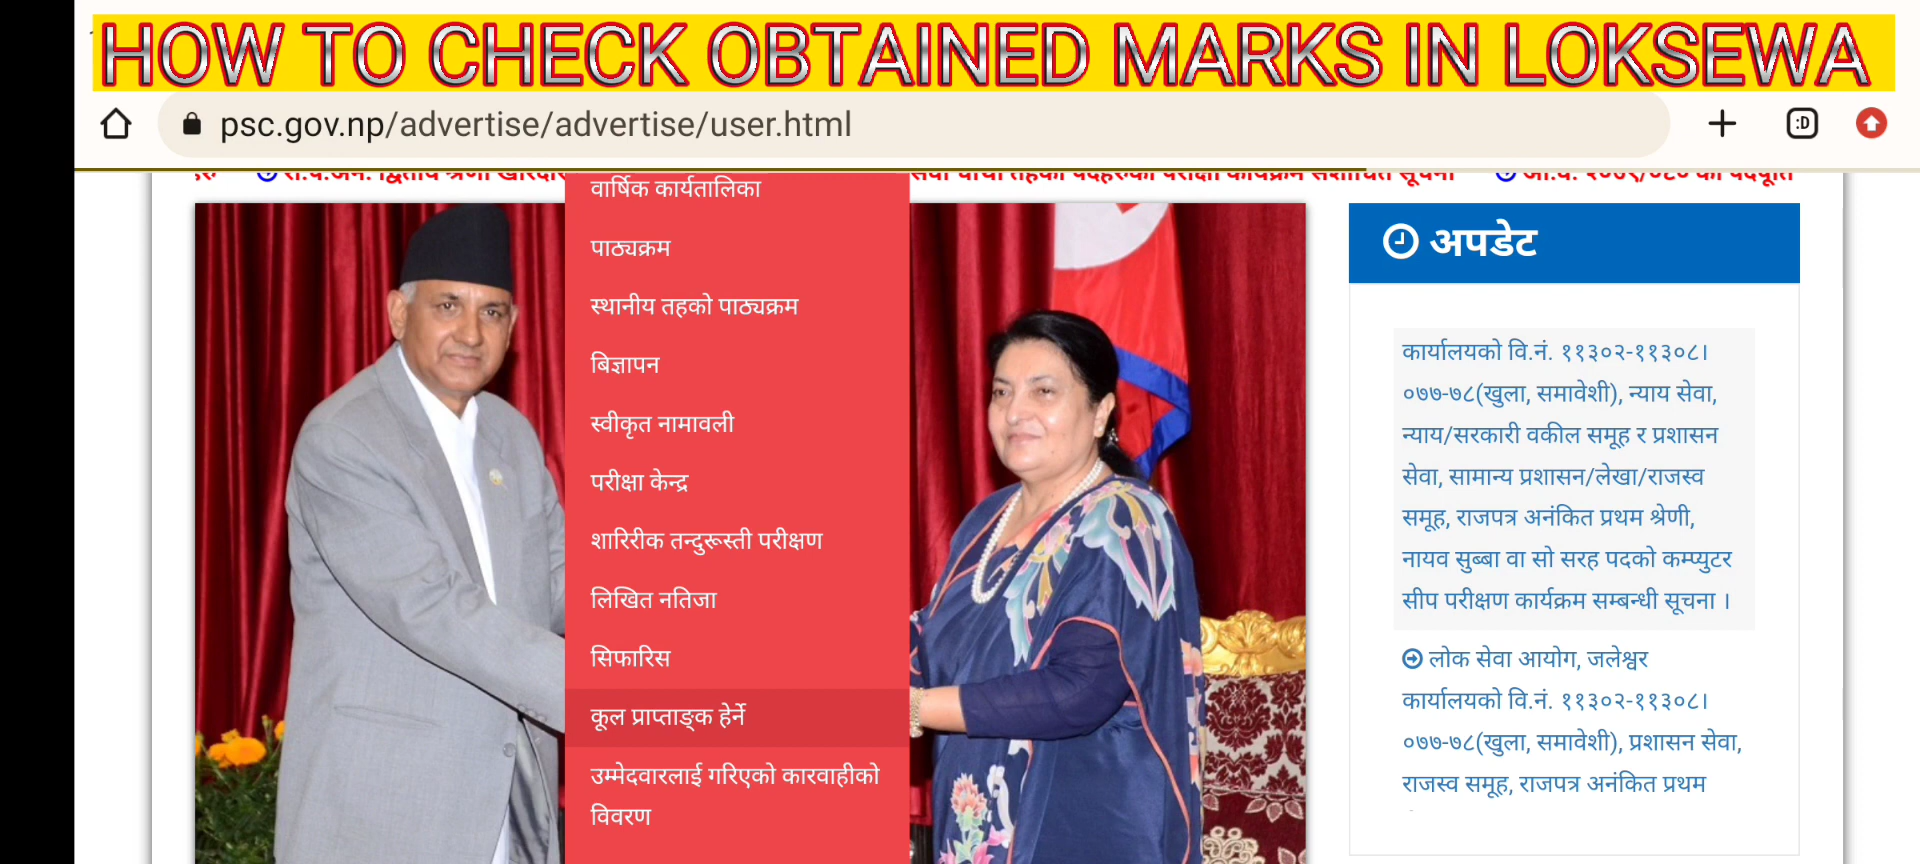 HOW TO CHECK OBTAINED MARKS IN LOKSEWA
psc.gov.np/advertise/advertise/user.html
:D
वार्षिक कार्यतालिका
पाठ्यक्रम
स्थानीय तहको पाठ्यक्रम
बिज्ञापन
स्वीकृत नामावली
परीक्षा केन्द्र
शारिरीक तन्दुरूस्ती परीक्षण
लिखित नतिजा
सिफारिस
कूल प्राप्ताङ्क हेर्ने
उम्मेदवारलाई गरिएको कारवाहीको
विवरण
अपडेट
कार्यालयको वि.नं. ११३०२-११३०८।
०७७-७८(खुला, समावेशी), न्याय सेवा,
न्याय/सरकारी वकील समूह र प्रशासन
सेवा, सामान्य प्रशासन/लेखा/राजस्व
समूह, राजपत्र अनंकित प्रथम श्रेणी,
नायव सुब्बा वा सो सरह पदको कम्प्युटर
सीप परीक्षण कार्यक्रम सम्बन्धी सूचना ।
लोक सेवा आयोग, जलेश्वर
कार्यालयको वि.नं. ११३०२-११३०८।
०७७-७८(खुला, समावेशी), प्रशासन सेवा,
राजस्व समूह, राजपत्र अनंकित प्रथम